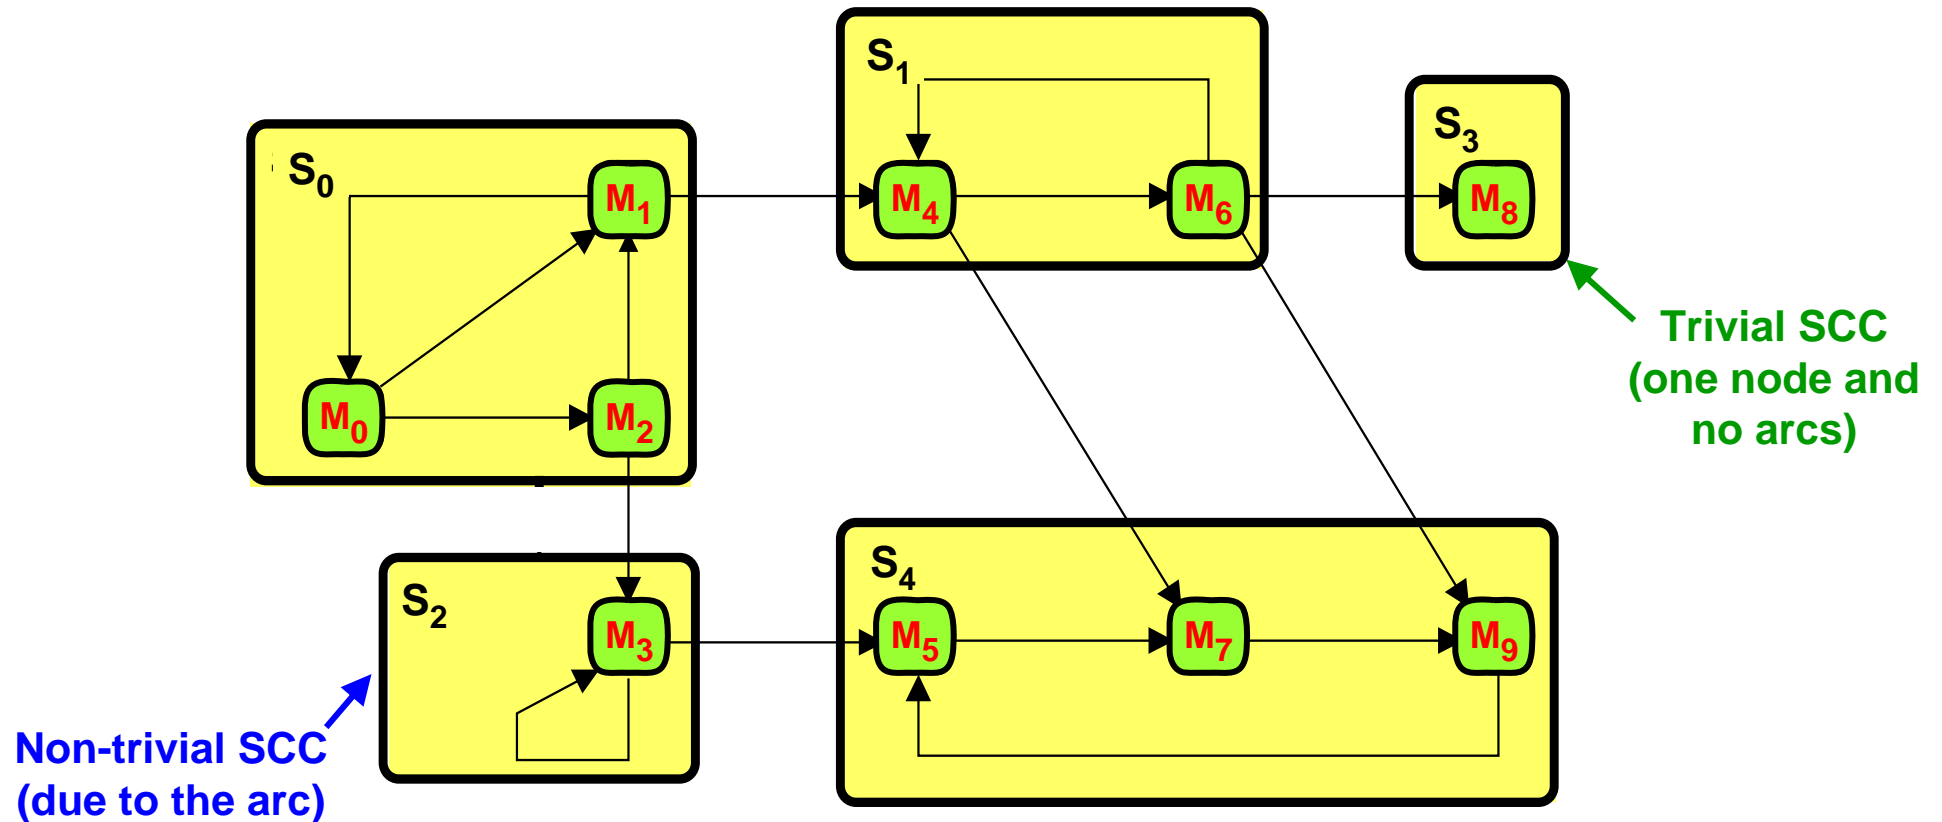 S1
S3
S0
M1
M4
M6
M8
Trivial SCC
(one node and
no arcs)
M0
M2
S4
S2
M3
M5
M7
M9
Non-trivial SCC
(due to the arc)